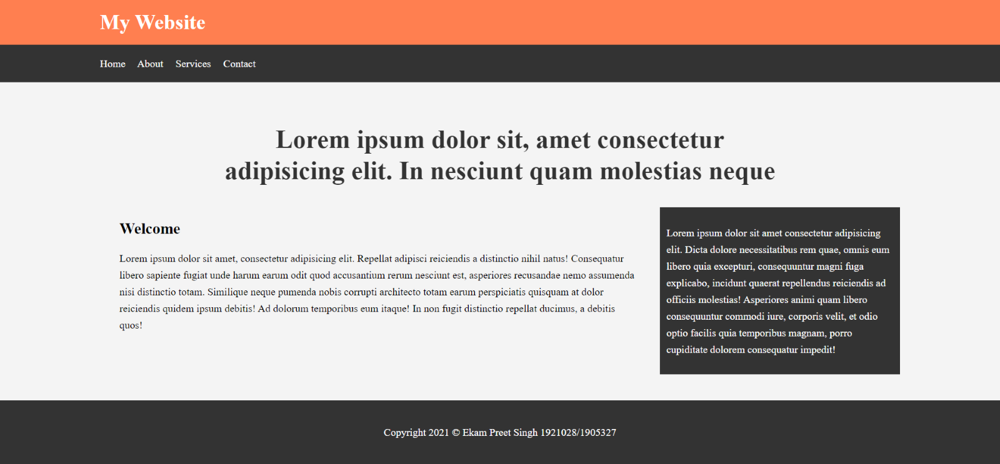 My Website
Home About Services Contact
Lorem ipsum dolor sit, amet consectetur
adipisicing elit. In nesciunt quam molestias neque
Welcome
Lorem ipsum dolor sit amet, consectetur adipisicing elit. Repellat adipisci reiciendis a distinctio nihil natus! Consequatur
libero sapiente fugiat unde harum earum odit quod accusantium rerum nesciunt est, asperiores recusandae nemo assumenda
nisi distinctio totam. Similique neque pumenda nobis corrupti architecto totam earum perspiciatis quisquam at dolor
reiciendis quidem ipsum debitis! Ad dolorum temporibus eum itaque! In non fugit distinctio repellat ducimus, a debitis
quos!
Lorem ipsum dolor sit amet consectetur adipisicing
elit. Dicta dolore necessitatibus rem quae, omnis eum
libero quia excepturi, consequuntur magni fuga
explicabo, incidunt quaerat repellendus reiciendis ad
officiis molestias! Asperiores animi quam libero
consequuntur commodi iure, corporis velit, et odio
optio facilis quia temporibus magnam, porro
cupiditate dolorem consequatur impedit!
Copyright 2021 © Ekam Preet Singh 1921028/1905327